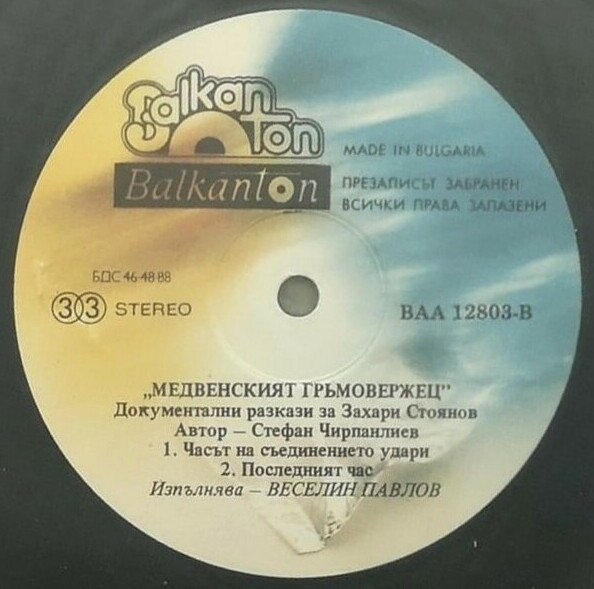 Balkan
ton
Balkanton
MADE IN BULGARIA
ПРЕЗАПИСЪТ ЗАБРАНЕН
ВСИЧКИ ПРАВА ЗАПАЗЕНИ
БДС 46-48-88
33 STEREO
ВАА 12803-В
„МЕДВЕНСКИЯТ ГРЪМОВЕРЖЕЦ”
Документални разкази за Захари Стоянов
Автор – Стефан Чирпанлиев
1. Часът на съединението удари
2. Последният час
Изпълнява – ВЕСЕЛИН ПАВЛОВ